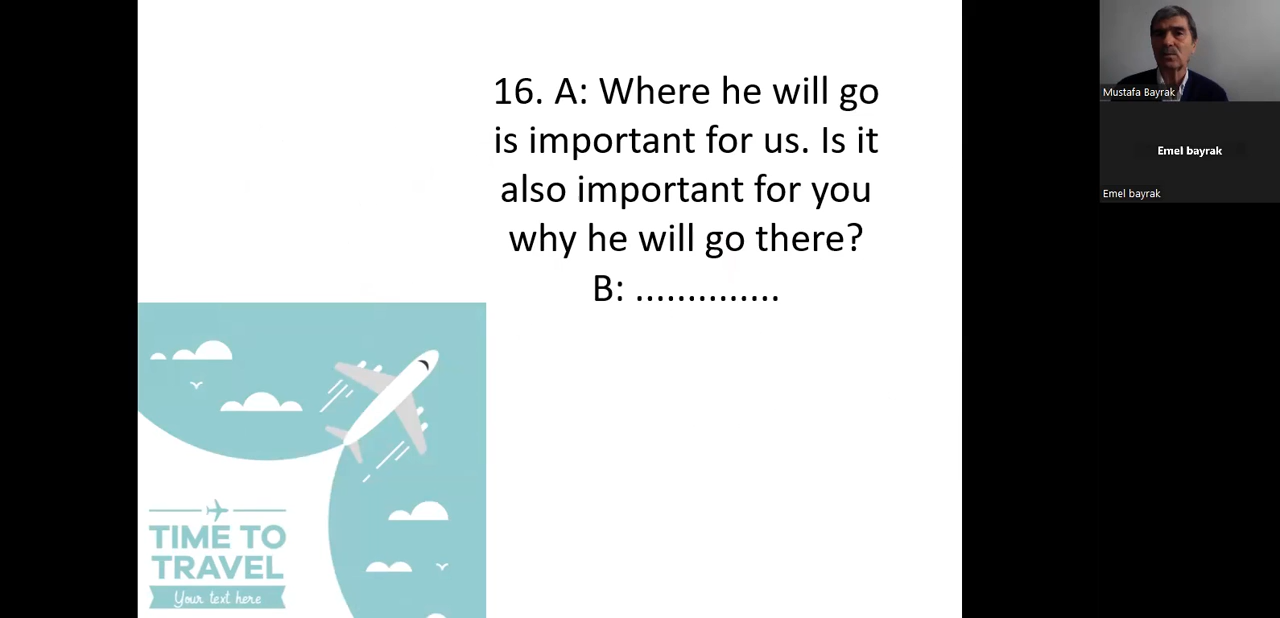 16. A: Where he will go
is important for us. Is it
also important for you
why he will go there?
B: ..............
TIME TO
TRAVEL
Your text here
Mustafa Bayrak
Emel bayrak
Emel bayrak